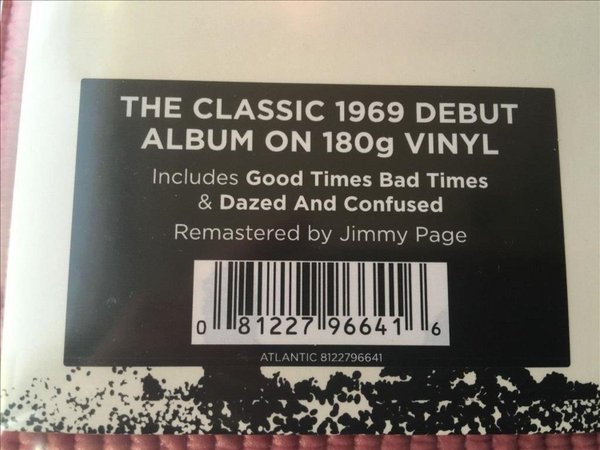 THE CLASSIC 1969 DEBUT
ALBUM ON 180g VINYL
Includes Good Times Bad Times
& Dazed And Confused
Remastered by Jimmy Page
0 81227 96641 6
ATLANTIC 8122796641